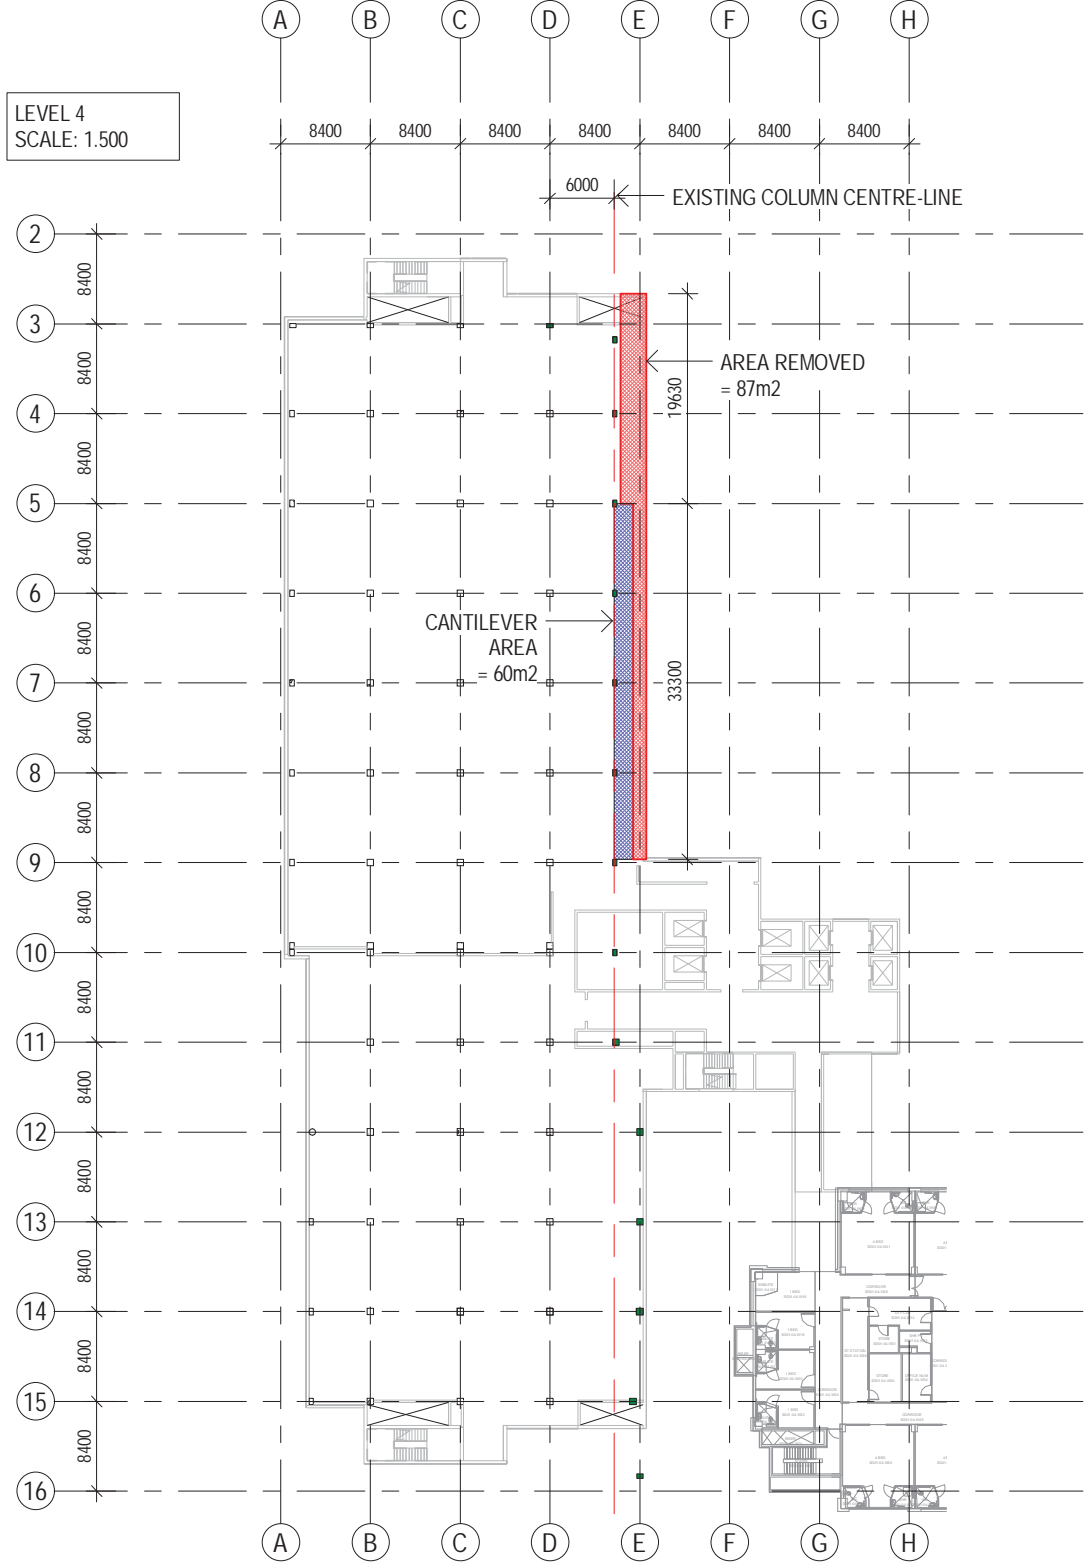 A B C D E F G H
LEVEL 4
SCALE: 1.500
8400 8400 8400 8400 8400 8400 8400
6000
EXISTING COLUMN CENTRE-LINE
2
8400
3
8400
AREA REMOVED
= 87m2
19630
4
8400
5
8400
6
CANTILEVER
AREA
= 60m2
8400
7
33300
8400
8
8400
9
8400
10
8400
11
8400
12
8400
13
8400
14
8400
15
8400
16
A B C D E F G H